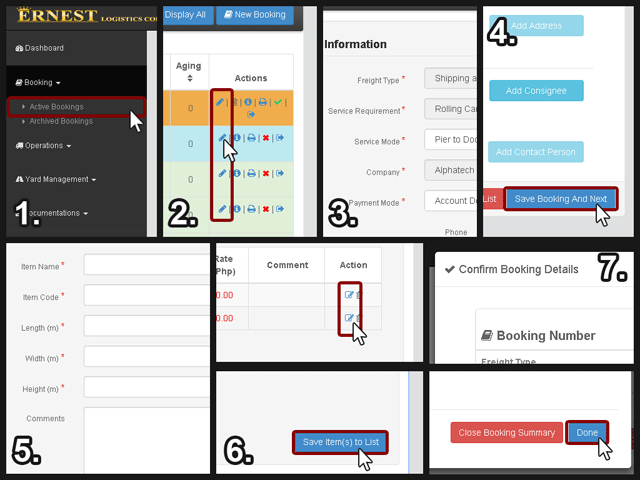 ERNEST LOGISTICS CO
Dashboard
Booking
Active Bookings
Archived Bookings
Operations
Yard Management
Documentations
1.
Display All
New Booking
Aging
Actions
0
0
0
0
2.
Information
Freight Type *
Shipping a
Service Requirement *
Rolling Car
Service Mode *
Pier to Doo
Company *
Alphatech
Payment Mode *
Account De
Phone
3.
4.
Add Address
Add Consignee
Add Contact Person
List
Save Booking And Next
Item Name *
Item Code *
Length (m) *
Width (m) *
Height (m) *
Comments
5.
Rate
Php)
Comment
Action
0.00
0.00
Save Item(s) to List
6.
7.
Confirm Booking Details
Booking Number
Freight Type
Close Booking Summary
Done